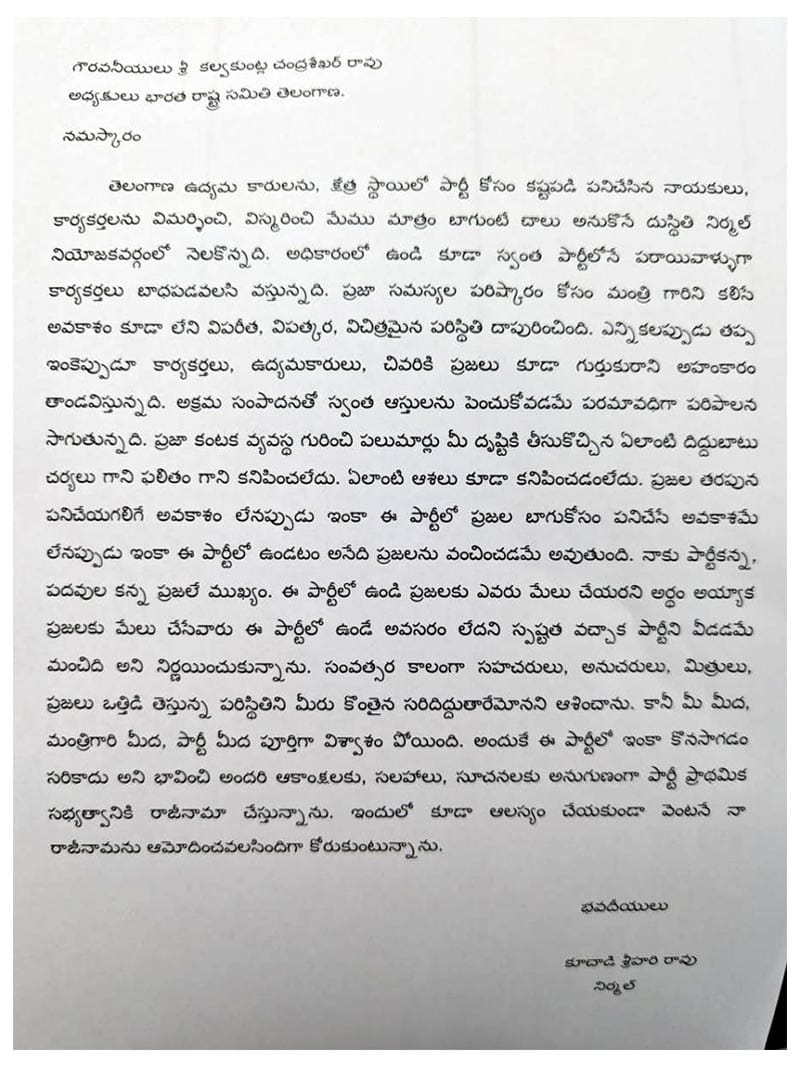 గౌరవనీయులు శ్రీ కల్వకుంట్ల చంద్రశేఖర్ రావు
అధ్యక్షులు భారత రాష్ట్ర సమితి తెలంగాణ.
నమస్కారం
తెలంగాణ ఉద్యమ కారులను, క్షేత్ర స్థాయిలో పార్టీ కోసం కష్టపడి పనిచేసిన నాయకులు,
కార్యకర్తలను విమర్శించి, విస్మరించి మేము మాత్రం బాగుంటే చాలు అనుకొనే దుస్థితి నిర్మల్
నియోజకవర్గంలో నెలకొన్నది. అధికారంలో ఉండి కూడా స్వంత పార్టీలోనే పరాయివాళ్ళుగా
కార్యకర్తలు బాధపడవలసి వస్తున్నది. ప్రజా సమస్యల పరిష్కారం కోసం మంత్రి గారిని కలిసే
అవకాశం కూడా లేని విపరీత, విపత్కర, విచిత్రమైన పరిస్థితి దాపురించింది. ఎన్నికలప్పుడు తప్ప
ఇంకెప్పుడూ కార్యకర్తలు, ఉద్యమకారులు, చివరికి ప్రజలు కూడా గుర్తుకురాని అహంకారం
తాండవిస్తున్నది. అక్రమ సంపాదనతో స్వంత ఆస్తులను పెంచుకోవడమే పరమావధిగా పరిపాలన
సాగుతున్నది. ప్రజా కంటక వ్యవస్థ గురించి పలుమార్లు మీ దృష్టికి తీసుకొచ్చిన ఏలాంటి దిద్దుబాటు
చర్యలు గాని ఫలితం గాని కనిపించలేదు. ఏలాంటి ఆశలు కూడా కనిపించడంలేదు. ప్రజల తరపున
పనిచేయగలిగే అవకాశం లేనప్పుడు ఇంకా ఈ పార్టీలో ప్రజల బాగుకోసం పనిచేసే అవకాశమే
లేనప్పుడు ఇంకా ఈ పార్టీలో ఉండటం అనేది ప్రజలను వంచించడమే అవుతుంది. నాకు పార్టీకన్న,
పదవుల కన్న ప్రజలే ముఖ్యం. ఈ పార్టీలో ఉండి ప్రజలకు ఎవరు మేలు చేయరని అర్థం అయ్యాక
ప్రజలకు మేలు చేసేవారు ఈ పార్టీలో ఉండే అవసరం లేదని స్పష్టత వచ్చాక పార్టీని వీడడమే
మంచిది అని నిర్ణయించుకున్నాను. సంవత్సర కాలంగా సహచరులు, అనుచరులు, మిత్రులు,
ప్రజలు ఒత్తిడి తెస్తున్న పరిస్థితిని మీరు కొంతైన సరిదిద్దుతారేమోనని ఆశించాను. కానీ మీ మీద,
మంత్రిగారి మీద, పార్టీ మీద పూర్తిగా విశ్వాశం పోయింది. అందుకే ఈ పార్టీలో ఇంకా కొనసాగడం
సరికాదు అని భావించి అందరి ఆకాంక్షలకు, సలహాలు, సూచనలకు అనుగుణంగా పార్టీ ప్రాథమిక
సభ్యత్వానికి రాజీనామా చేస్తున్నాను. ఇందులో కూడా ఆలస్యం చేయకుండా వెంటనే నా
రాజీనామను ఆమోదించవలసిందిగా కోరుకుంటున్నాను.
భవదీయులు
కూచాడి శ్రీహరి రావు
నిర్మల్